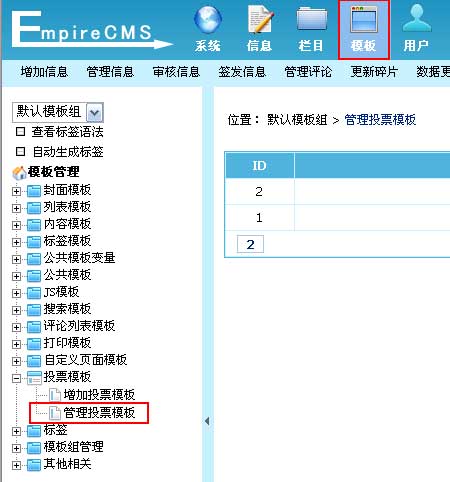 EmpireCMS
系统 信息 栏目 模板 用户
增加信息 管理信息 审核信息 签发信息 管理评论 更新碎片 数据更
默认模板组
查看标签语法
自动生成标签
模板管理
封面模板
列表模板
内容模板
标签模板
公共模板变量
公共模板
JS模板
搜索模板
评论列表模板
打印模板
自定义页面模板
投票模板
增加投票模板
管理投票模板
标签
模板组管理
其他相关
位置： 默认模板组 > 管理投票模板
ID
2
1
2